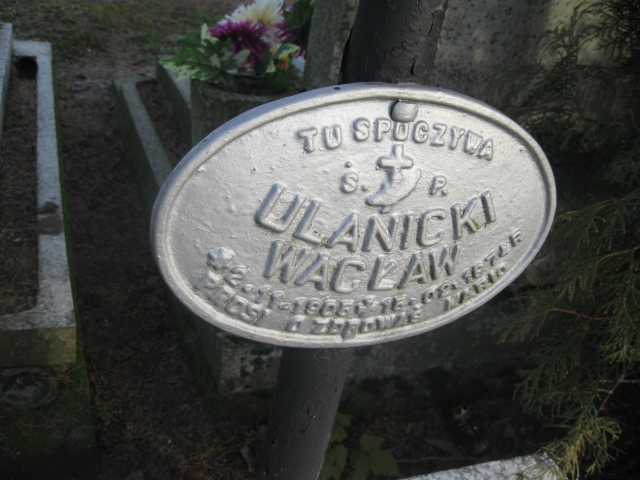 TU SPOCZYWA
Ś. P.
ULANICKI
WACŁAW
PROSI O ZDROWAŚ MARIO